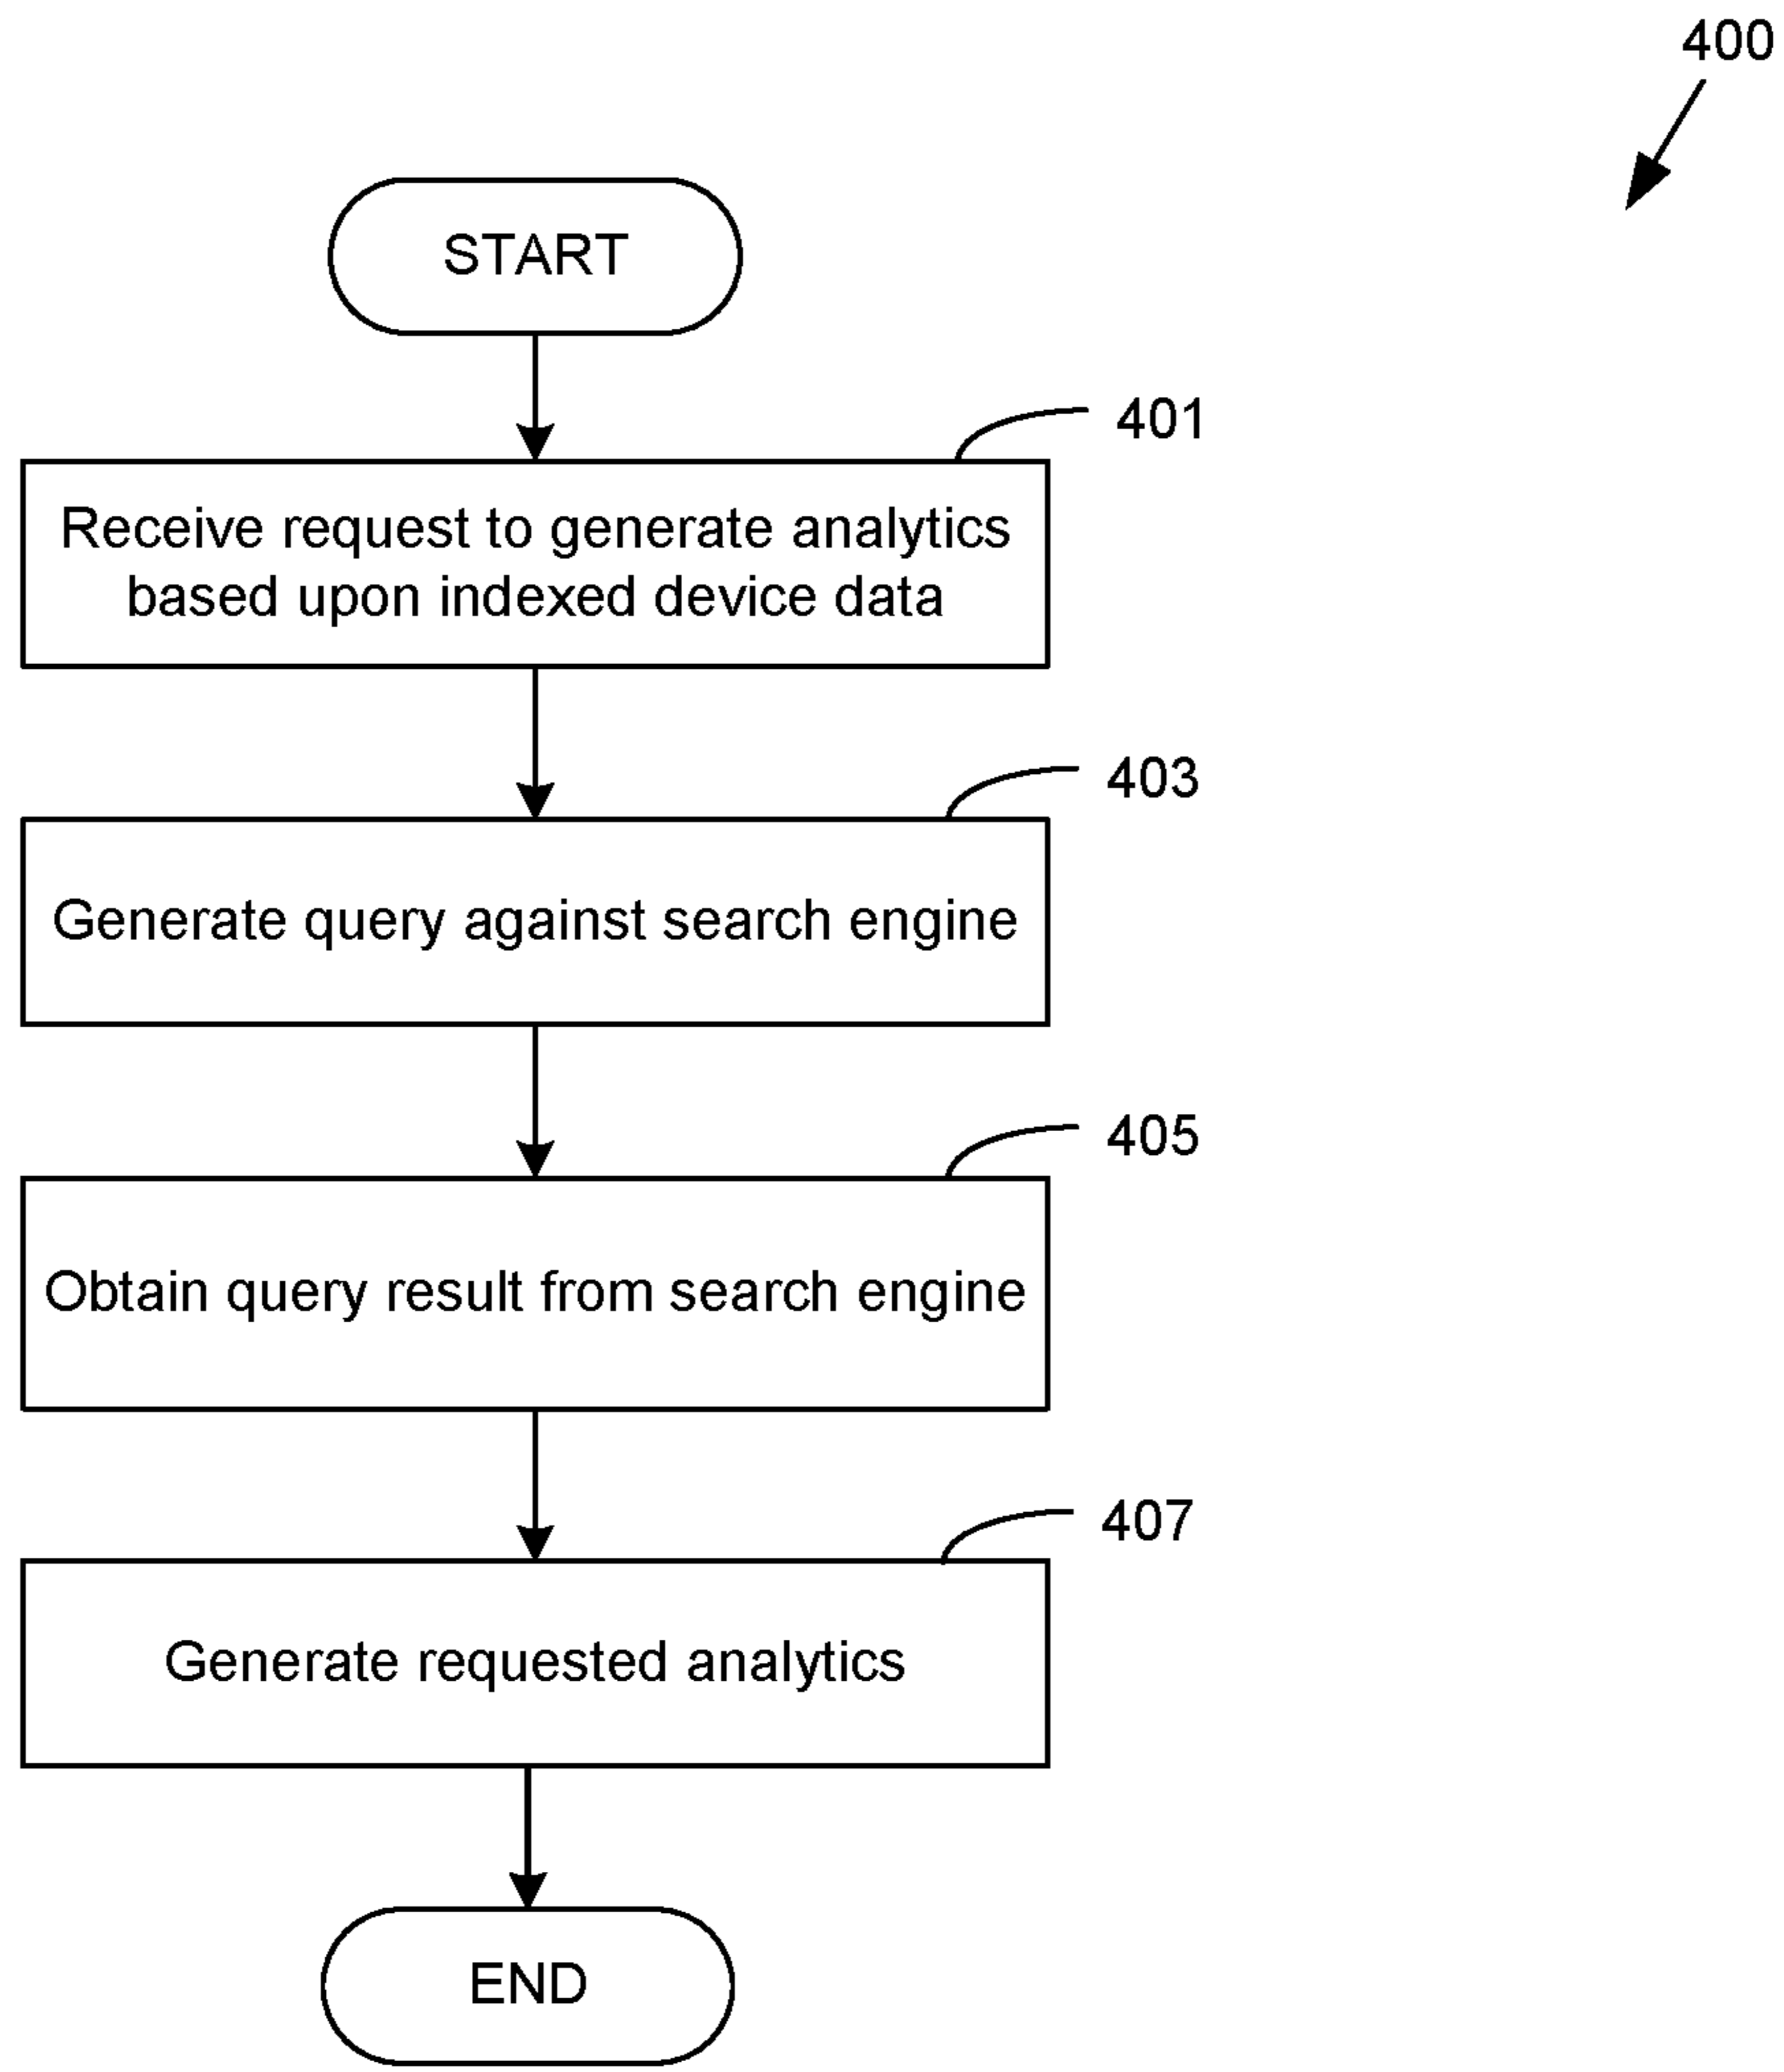 400
START
401
Receive request to generate analytics
based upon indexed device data
403
Generate query against search engine
405
Obtain query result from search engine
407
Generate requested analytics
END